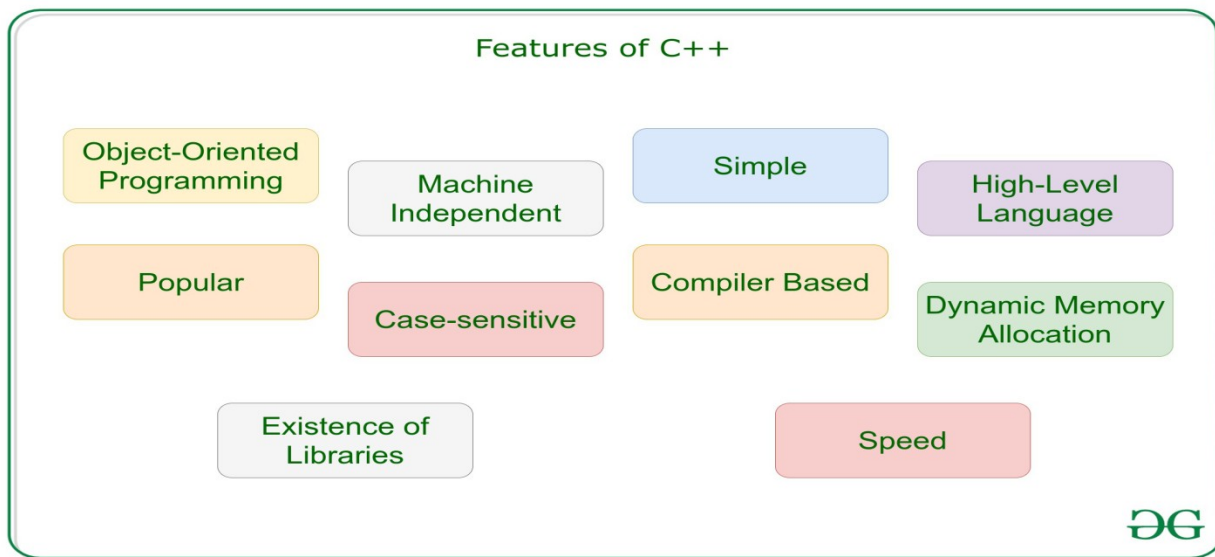 Features of C++
Object-Oriented
Programming
Machine
Independent
Simple
High-Level
Language
Popular
Case-sensitive
Compiler Based
Dynamic Memory
Allocation
Existence of
Libraries
Speed